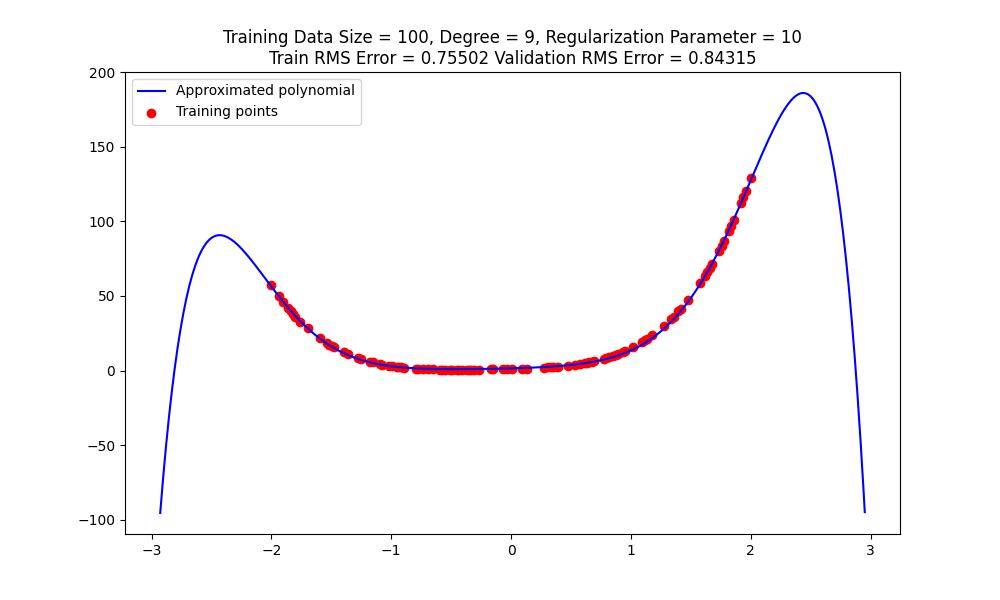 Training Data Size = 100, Degree = 9, Regularization Parameter = 10
Train RMS Error = 0.75502 Validation RMS Error = 0.84315
Approximated polynomial
Training points
200
150
100
50
0
−50
−100
−3 −2 −1 0 1 2 3